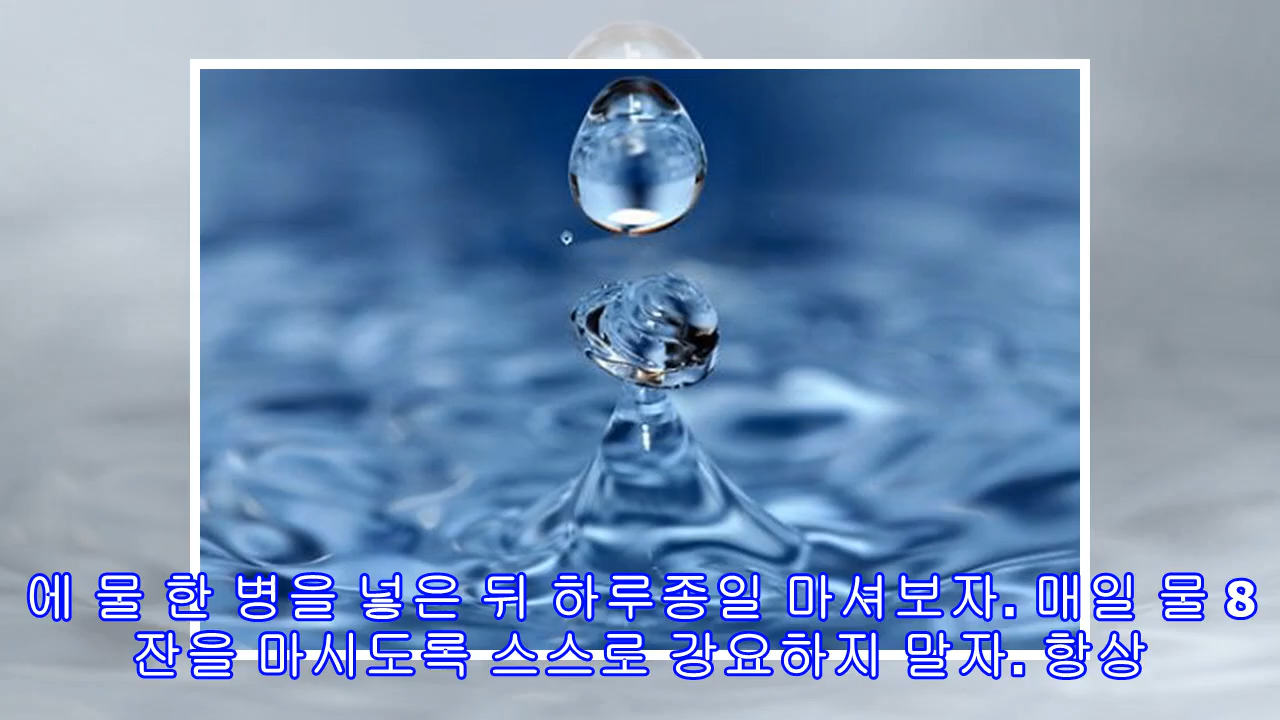 에 물 한 병을 넣은 뒤 하루종일 마셔보자. 매일 물 8
잔을 마시도록 스스로 강요하지 말자. 항상